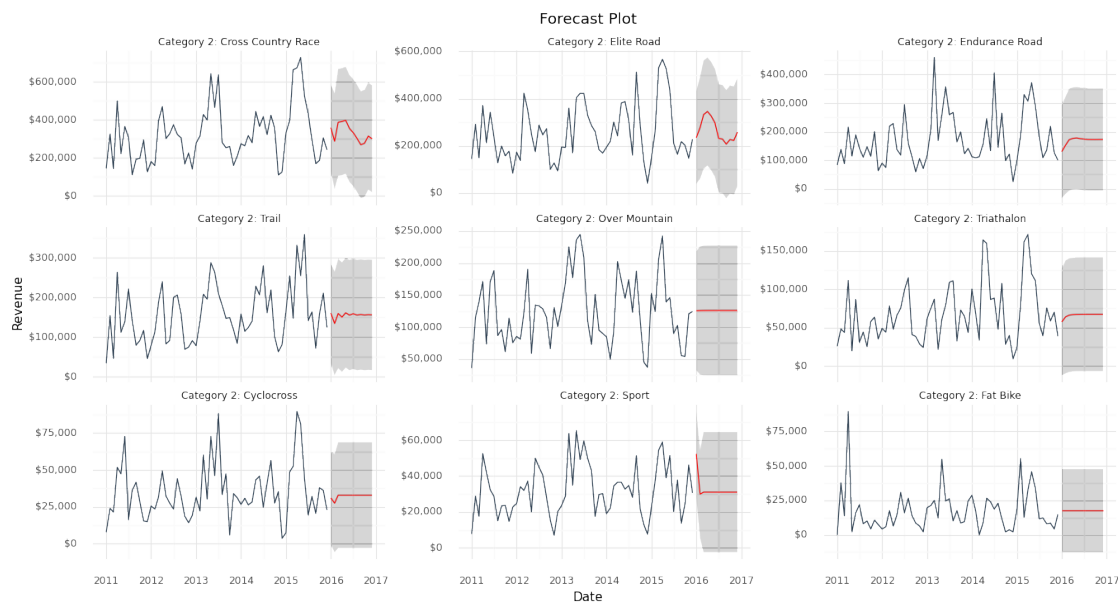 Forecast Plot
Category 2: Cross Country Race
Category 2: Elite Road
Category 2: Endurance Road
$600,000
$400,000
$200,000
$0
$600,000
$400,000
$200,000
$0
$400,000
$300,000
$200,000
$100,000
$0
Category 2: Trail
Category 2: Over Mountain
Category 2: Triathalon
$300,000
$200,000
$100,000
$0
$250,000
$200,000
$150,000
$100,000
$50,000
$150,000
$100,000
$50,000
$0
Revenue
Category 2: Cyclocross
Category 2: Sport
Category 2: Fat Bike
$75,000
$50,000
$25,000
$0
$60,000
$40,000
$20,000
$0
$75,000
$50,000
$25,000
$0
2011 2012 2013 2014 2015 2016 2017
2011 2012 2013 2014 2015 2016 2017
2011 2012 2013 2014 2015 2016 2017
Date